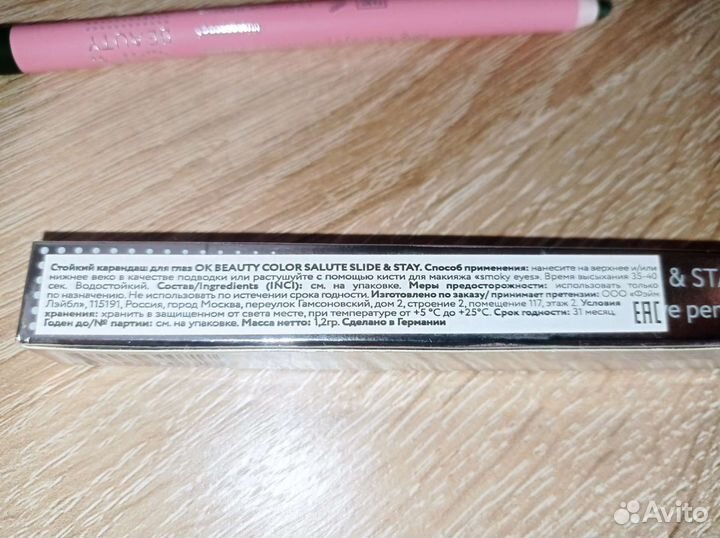 BEAUTY
Стойкий карандаш для глаз OK BEAUTY COLOR SALUTE SLIDE & STAY. Способ применения: нанесите на верхнее и/или
нижнее веко в качестве подводки или растушуйте с помощью кисти для макияжа «smoky eyes». Время высыхания 35-40
сек. Водостойкий. Состав/Ingredients (INCI): см. на упаковке. Меры предосторожности: использовать только
по назначению. Не использовать по истечении срока годности. Изготовлено по заказу/ принимает претензии: ООО «Фэйм
Лэйбл», 115191, Россия, город Москва, переулок Гамсоновский, дом 2, строение 2, помещение 117, этаж 2. Условия
хранения: хранить в защищенном от света месте, при температуре от +5 °С до +25°С. Срок годности: 31 месяц.
Годен до/№ партии: см. на упаковке. Масса нетто: 1,2гр. Сделано в Германии
EAC
& STA
ye pen
Avito